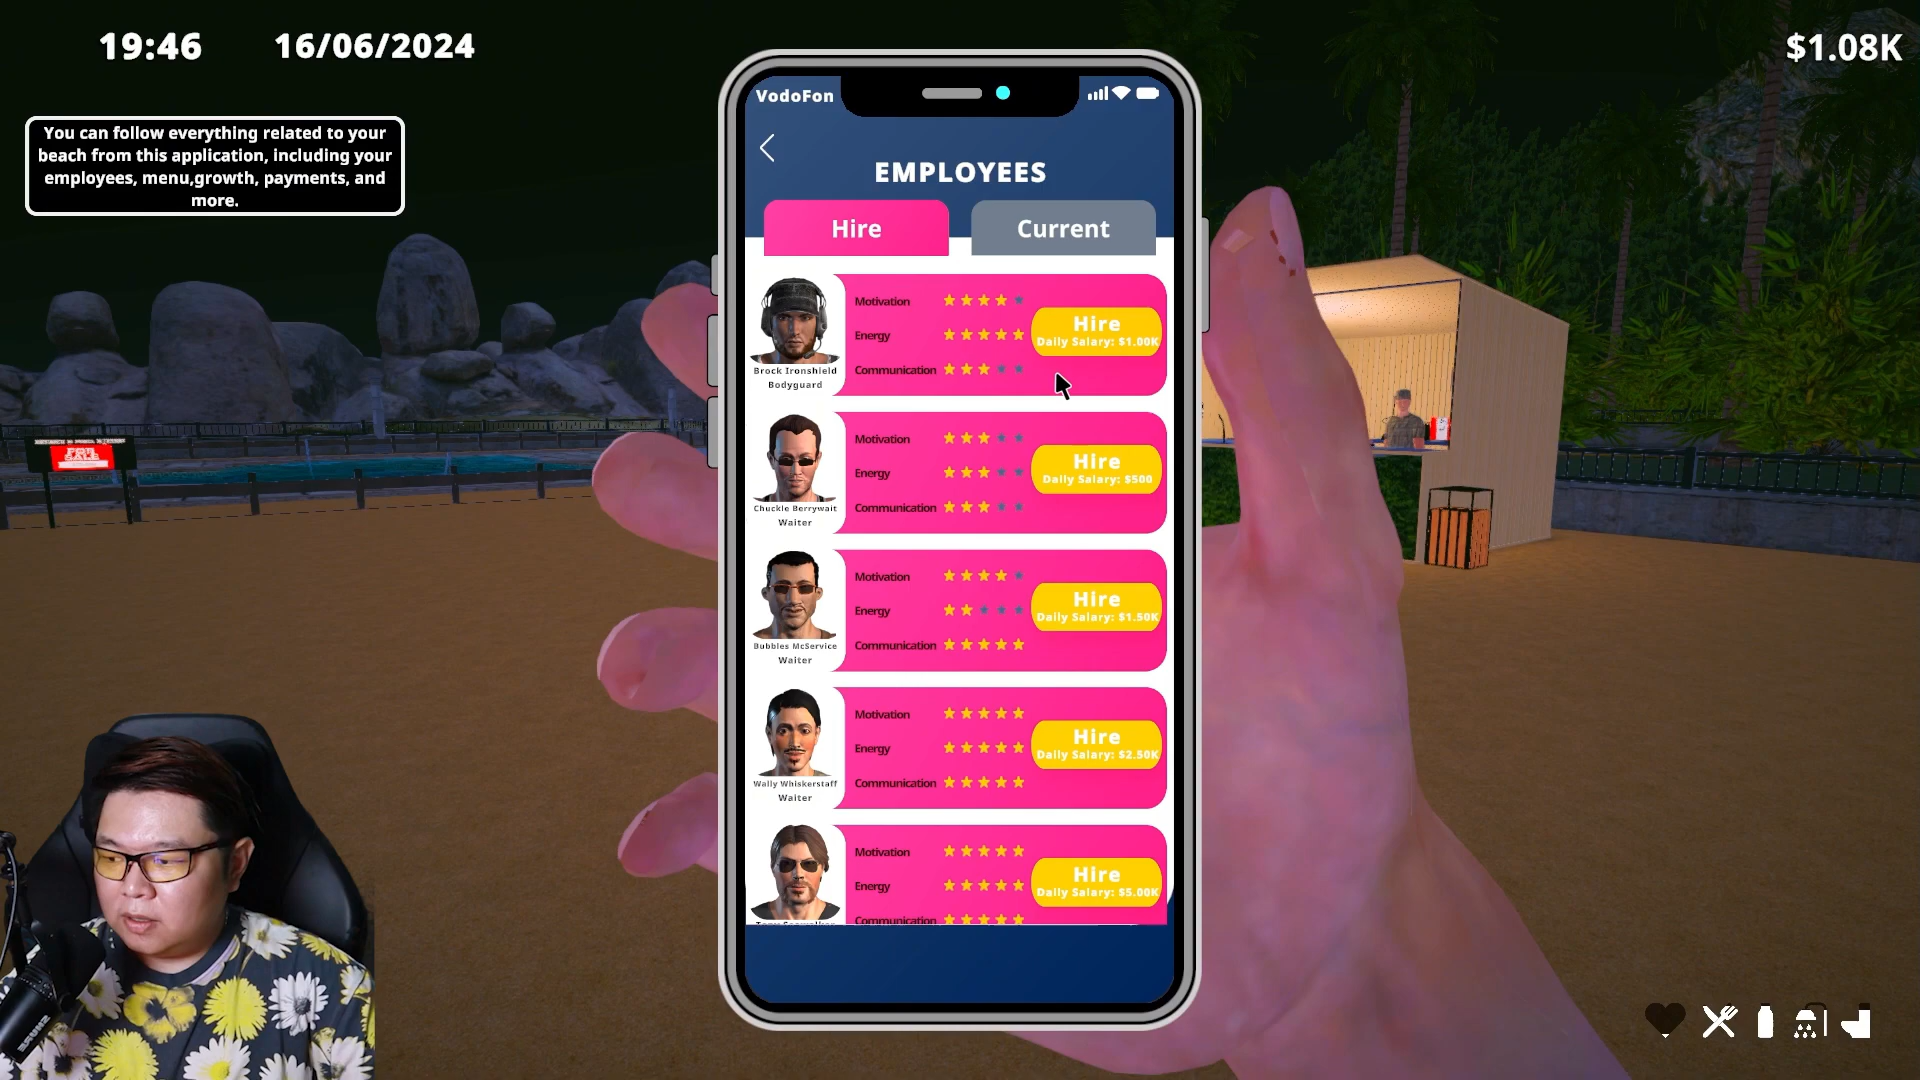 19:46
16/06/2024
$1.08K
You can follow everything related to your
beach from this application, including your
employees, menu,growth, payments, and
more.
VodoFon
EMPLOYEES
Hire
Current
Motivation
Energy
Communication
Hire
Daily Salary: $1.00K
Brock Ironshield
Bodyguard
Motivation
Energy
Communication
Hire
Daily Salary: $500
Chuckle Berrywait
Waiter
Motivation
Energy
Communication
Hire
Daily Salary: $1.50K
Bubbles McService
Waiter
Motivation
Energy
Communication
Hire
Daily Salary: $2.50K
Wally Whiskerstaff
Waiter
Motivation
Energy
Communication
Hire
Daily Salary: $5.00K
FOR
SALE